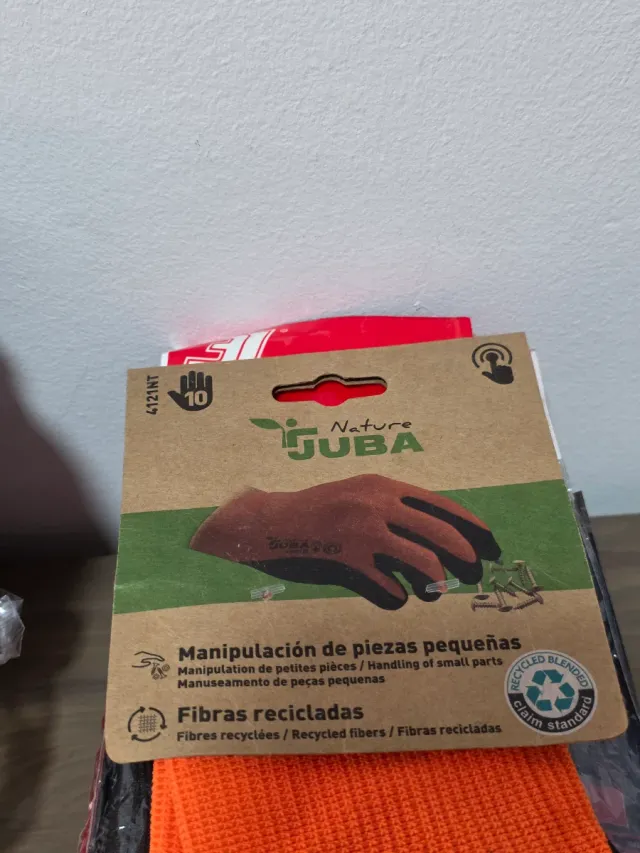 4121NT
10
Nature
JUBA
JUBA
Manipulación de piezas pequeñas
Manipulation de petites pièces / Handling of small parts
Manuseamento de peças pequenas
RECYCLED BLENDED
claim standard
Fibras recicladas
Fibres recyclées / Recycled fibers / Fibras recicladas